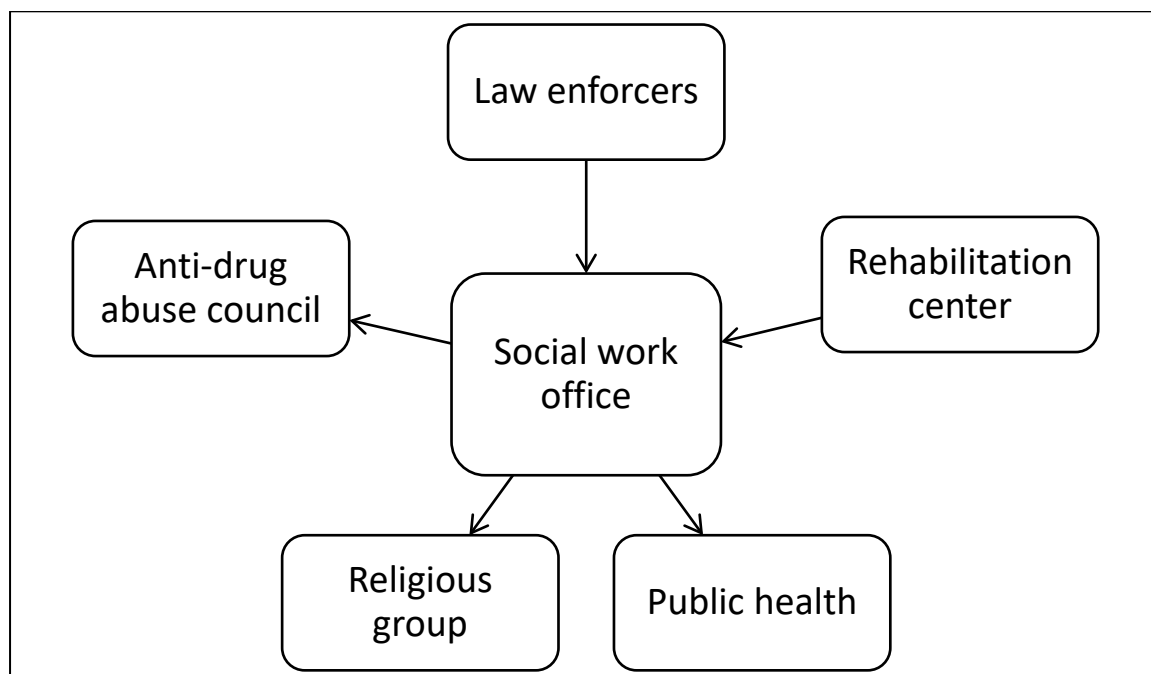 Law enforcers
Anti-drug
abuse council
Rehabilitation
center
Social work
office
Religious
group
Public health